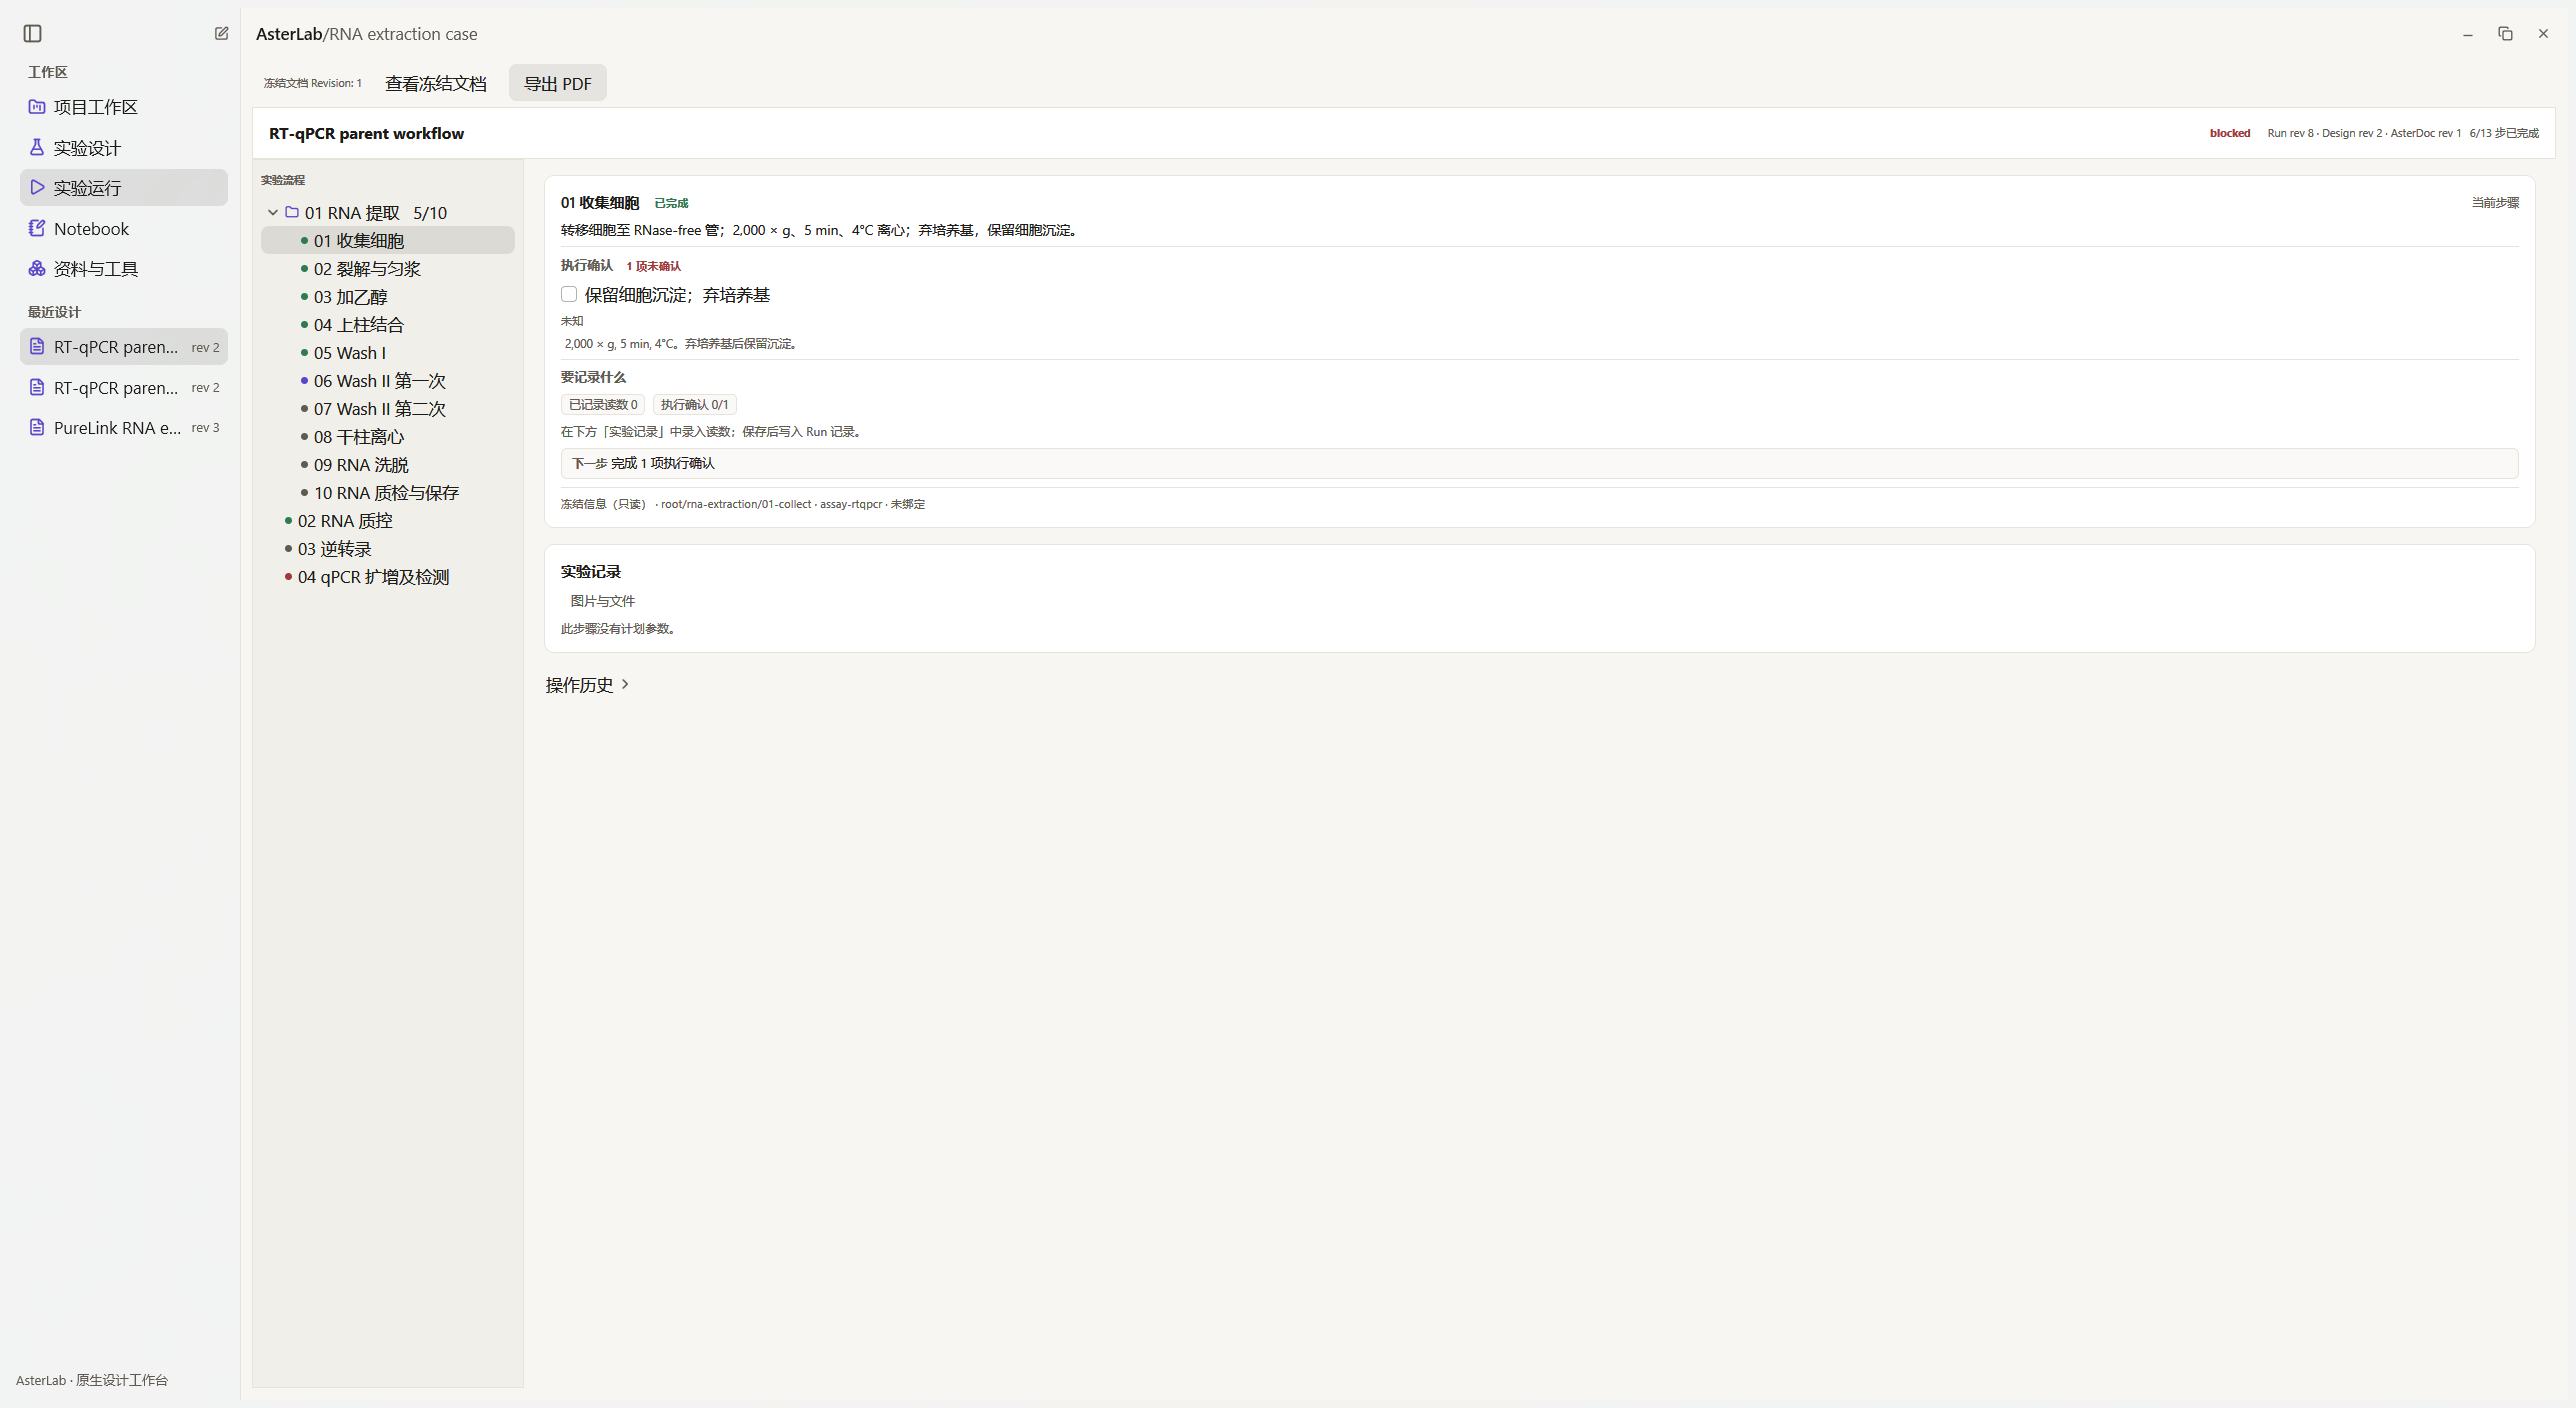 AsterLab/RNA extraction case
工作区
项目工作区
实验设计
实验运行
Notebook
资料与工具
最近设计
RT-qPCR paren... rev 2
RT-qPCR paren... rev 2
PureLink RNA e... rev 3
AsterLab · 原生设计工作台
冻结文档 Revision: 1 查看冻结文档 导出 PDF
RT-qPCR parent workflow
blocked Run rev 8 · Design rev 2 · AsterDoc rev 1 6/13 步已完成
实验流程
01 RNA 提取 5/10
01 收集细胞
02 裂解与匀浆
03 加乙醇
04 上柱结合
05 Wash I
06 Wash II 第一次
07 Wash II 第二次
08 干柱离心
09 RNA 洗脱
10 RNA 质检与保存
02 RNA 质控
03 逆转录
04 qPCR 扩增及检测
01 收集细胞 已完成 当前步骤
转移细胞至 RNase-free 管；2,000 × g、5 min、4°C 离心；弃培养基，保留细胞沉淀。
执行确认 1 项未确认
保留细胞沉淀；弃培养基
未知
2,000 × g, 5 min, 4°C。弃培养基后保留沉淀。
要记录什么
已记录读数 0 执行确认 0/1
在下方「实验记录」中录入读数；保存后写入 Run 记录。
下一步 完成 1 项执行确认
冻结信息（只读） · root/rna-extraction/01-collect · assay-rtqpcr · 未绑定
实验记录
图片与文件
此步骤没有计划参数。
操作历史